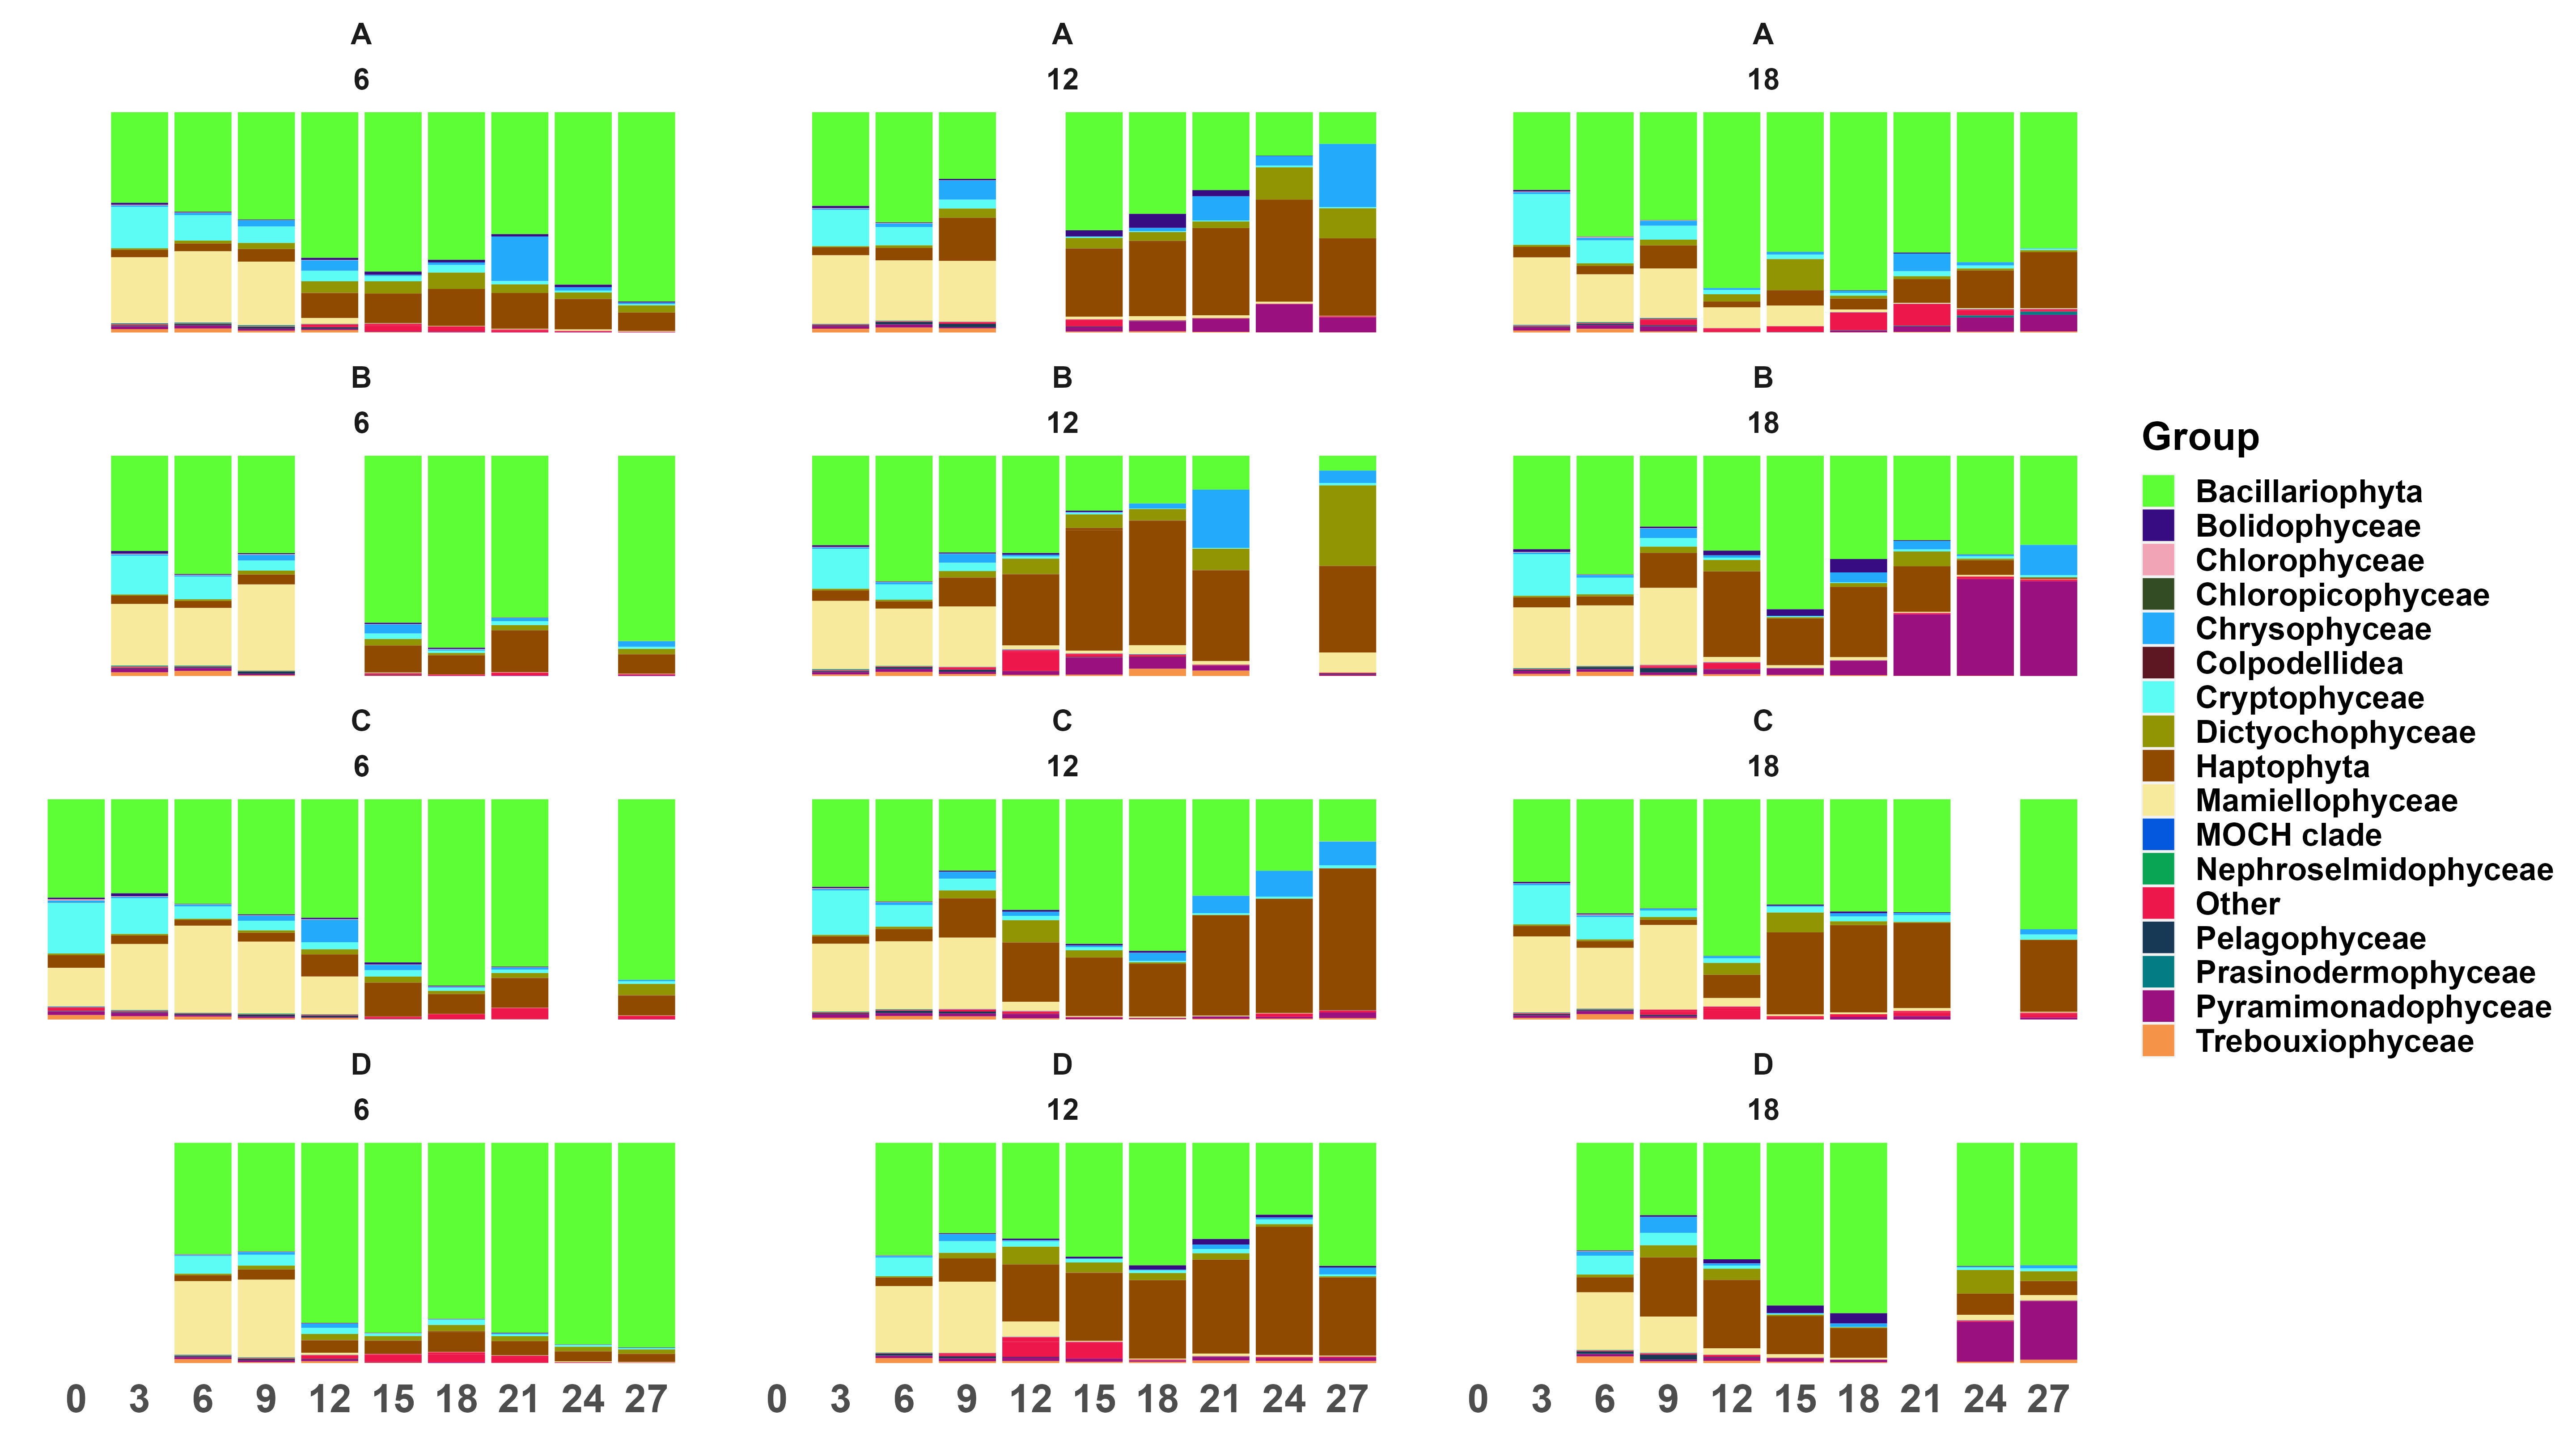 A
6
A
12
A
18
B
6
B
12
B
18
C
6
C
12
C
18
D
6
D
12
D
18
0 3 6 9 12 15 18 21 24 27
0 3 6 9 12 15 18 21 24 27
0 3 6 9 12 15 18 21 24 27
Group
Bacillariophyta
Bolidophyceae
Chlorophyceae
Chloropicophyceae
Chrysophyceae
Colpodellidea
Cryptophyceae
Dictyochophyceae
Haptophyta
Mamiellophyceae
MOCH clade
Nephroselmidophyceae
Other
Pelagophyceae
Prasinodermophyceae
Pyramimonadophyceae
Trebouxiophyceae